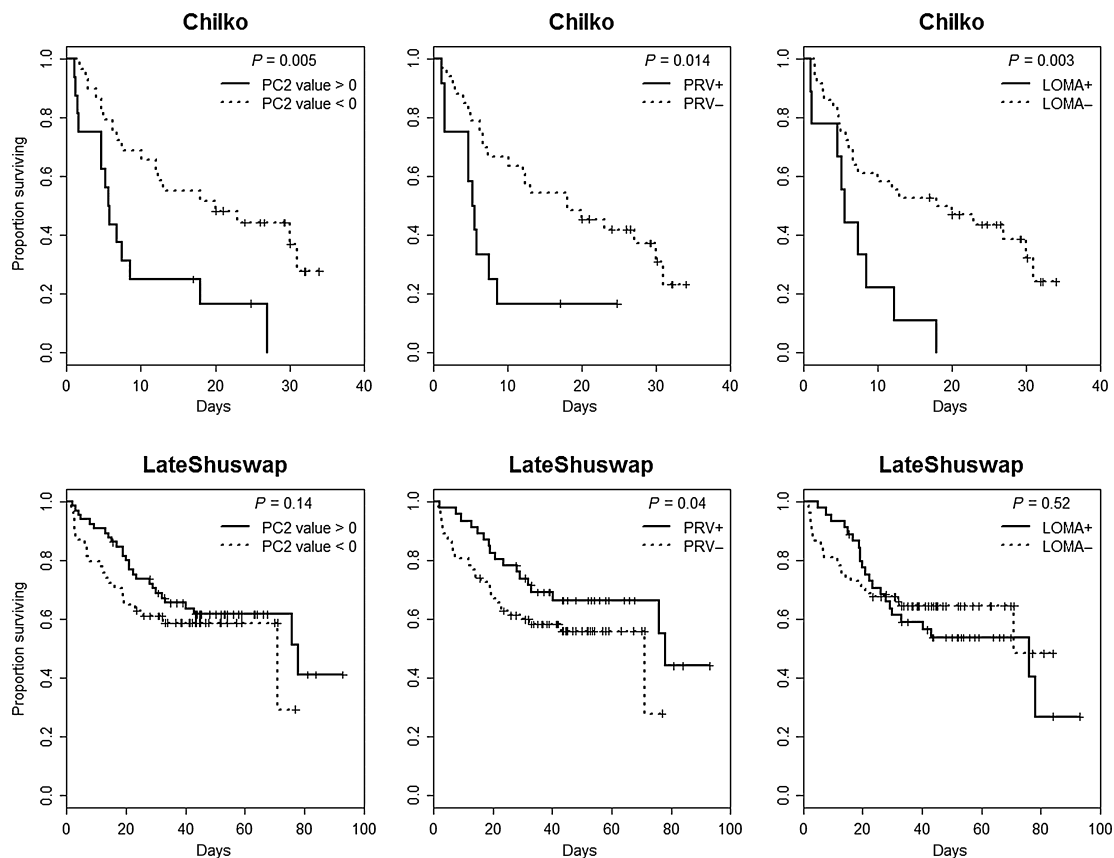 Chilko
P = 0.005
PC2 value > 0
PC2 value < 0
Proportion surviving
0.0 0.2 0.4 0.6 0.8 1.0
0 10 20 30 40
Days
Chilko
P = 0.014
PRV+
PRV–
0.0 0.2 0.4 0.6 0.8 1.0
0 10 20 30 40
Days
Chilko
P = 0.003
LOMA+
LOMA–
0.0 0.2 0.4 0.6 0.8 1.0
0 10 20 30 40
Days
LateShuswap
P = 0.14
PC2 value > 0
PC2 value < 0
Proportion surviving
0.0 0.2 0.4 0.6 0.8 1.0
0 20 40 60 80 100
Days
LateShuswap
P = 0.04
PRV+
PRV–
0.0 0.2 0.4 0.6 0.8 1.0
0 20 40 60 80 100
Days
LateShuswap
P = 0.52
LOMA+
LOMA–
0.0 0.2 0.4 0.6 0.8 1.0
0 20 40 60 80 100
Days